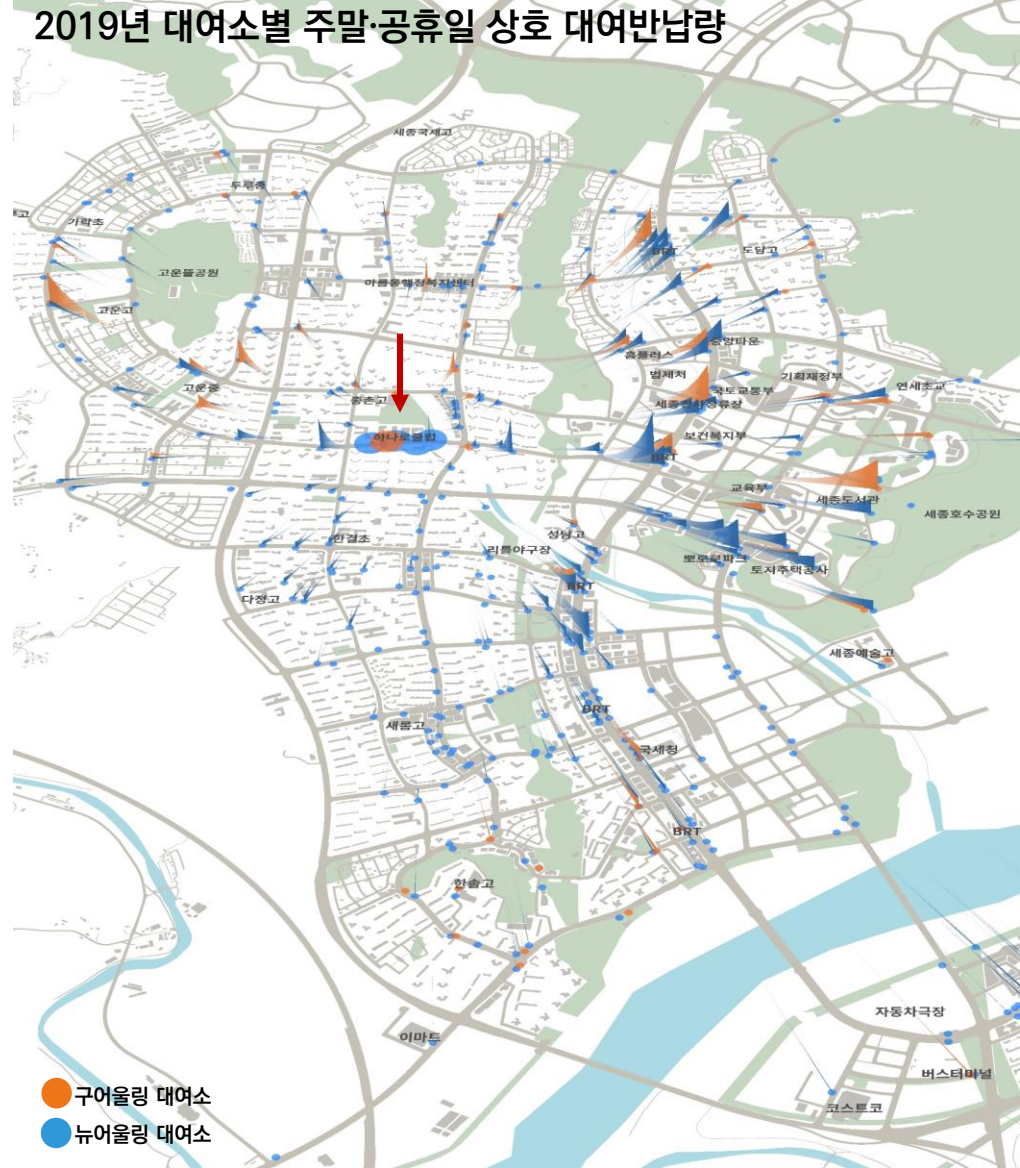 2019년 대여소별 주말·공휴일 상호 대여반납량
세종국제고
두루중
가락초
고운뜰공원
아름동행정복지센터
BRT
도담고
고운고
중앙타운
홈플러스
법제처
국토교통부
기획재정부
연세초교
고운중
종촌고
하나로클럽
보건복지부
BRT
교육부
세종도서관
세종호수공원
한결초
성남고
리틀야구장
뽀로로파크
토지주택공사
BRT
다정고
세종예술고
BRT
새롬고
국세청
BRT
한솔고
자동차극장
이마트
버스터미널
코스트코
구어울링 대여소
뉴어울링 대여소